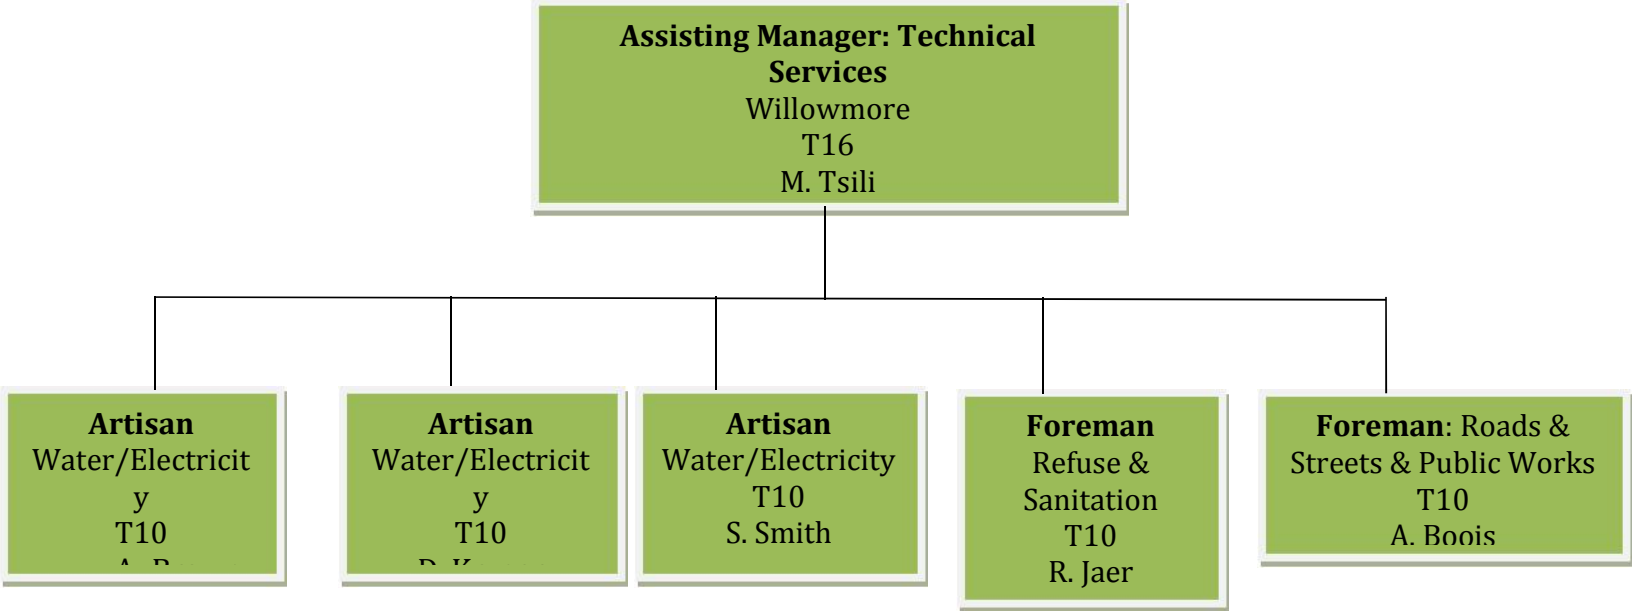 Assisting Manager: Technical
Services
Willowmore
T16
M. Tsili
Artisan
Water/Electricit
y
T10
A.
Artisan
Water/Electricit
y
T10
D.
Artisan
Water/Electricity
T10
S. Smith
Foreman
Refuse &
Sanitation
T10
R. Jaer
Foreman: Roads &
Streets & Public Works
T10
A. Boois